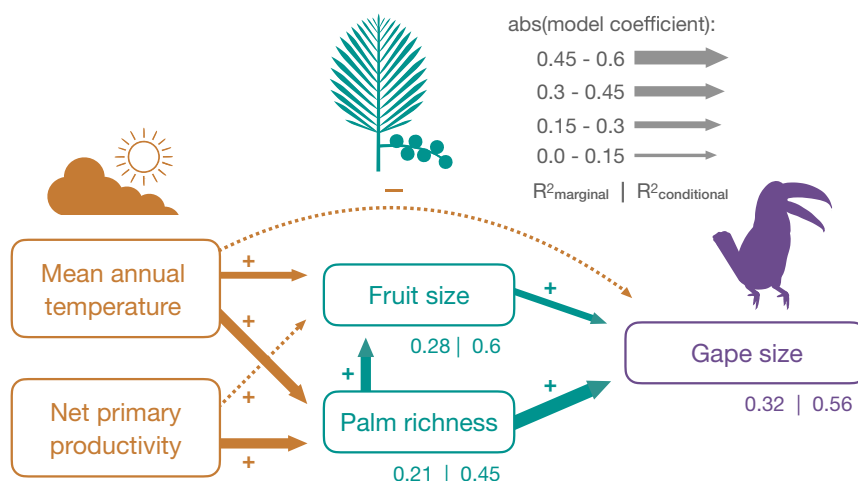 abs(model coefficient):
0.45 - 0.6
0.3 - 0.45
0.15 - 0.3
0.0 - 0.15
R²marginal | R²conditional
−
Mean annual
temperature
+
+
Fruit size
+
0.28 | 0.6
Gape size
0.32 | 0.56
+
+
Net primary
productivity
+
+
Palm richness
0.21 | 0.45